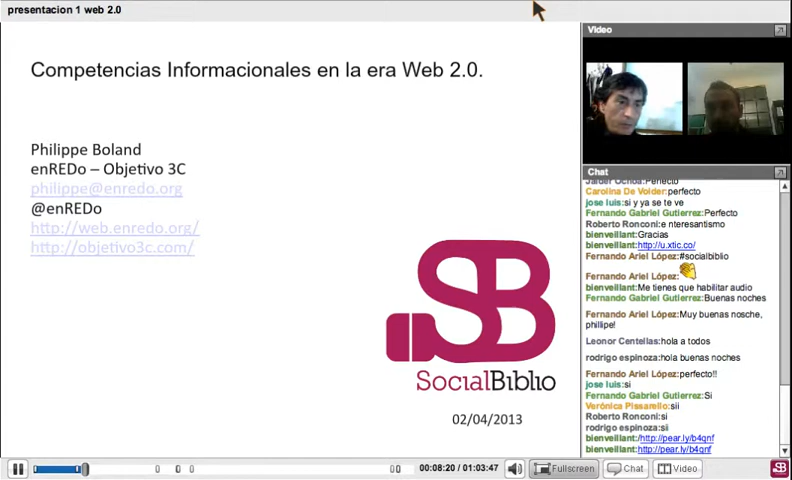 presentacion 1 web 2.0
Competencias Informacionales en la era Web 2.0.
Philippe Boland
enREDo – Objetivo 3C
philippe@enredo.org
@enREDo
http://web.enredo.org/
http://objetivo3c.com/
SB
SocialBiblio
02/04/2013
Video
Chat
Jaider Ochoa:Perfecto
Carolina De Volder:perfecto
jose luis:si y ya se te ve
Fernando Gabriel Gutierrez:Perfecto
Roberto Ronconi:e nteresantismo
bienveillant:Gracias
bienveillant:http://u.xtic.co/
Fernando Ariel López:#socialbiblio
Fernando Ariel López:
bienveillant:Me tienes que habilitar audio
Fernando Gabriel Gutierrez:Buenas noches
Fernando Ariel López:Muy buenas nosche,
phillipe!
Leonor Centellas:hola a todos
rodrigo espinoza:hola buenas noches
Fernando Ariel López:perfecto!!
jose luis:si
Fernando Gabriel Gutierrez:Si
Verónica Pissarello:sii
Roberto Ronconi:si
rodrigo espinoza:sii
bienveillant:/http://pear.ly/b4qnf
bienveillant:http://pear.ly/b4qnf
00:08:20 / 01:03:47
Fullscreen
Chat
Video
SB